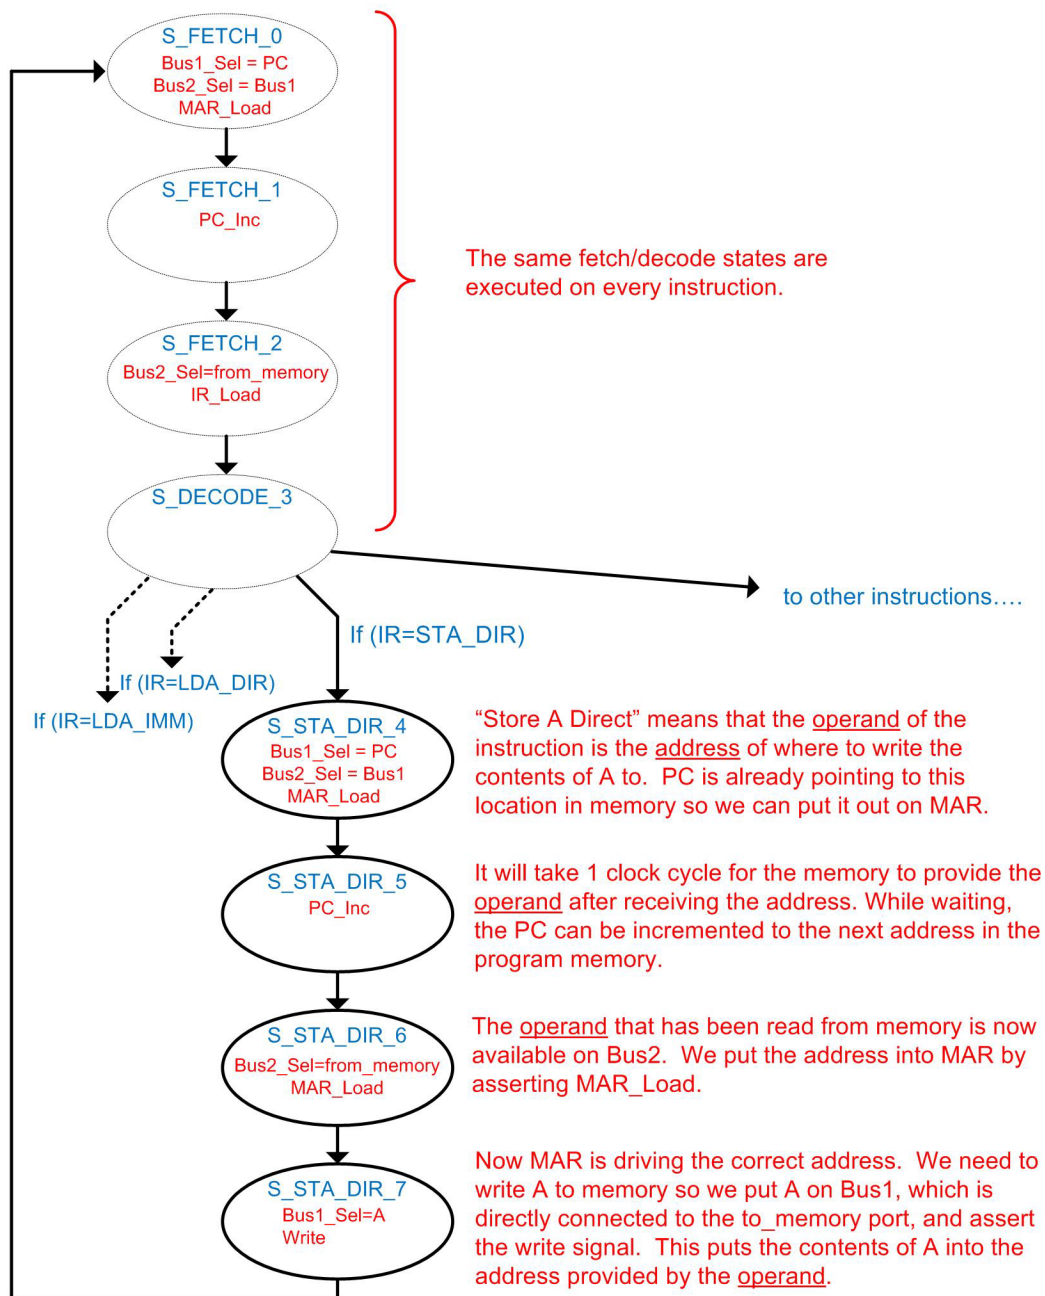 S_FETCH_0
Bus1_Sel = PC
Bus2_Sel = Bus1
MAR_Load
S_FETCH_1
PC_Inc
The same fetch/decode states are
executed on every instruction.
S_FETCH_2
Bus2_Sel=from_memory
IR_Load
S_DECODE_3
to other instructions....
If (IR=STA_DIR)
If (IR=LDA_DIR)
If (IR=LDA_IMM)
S_STA_DIR_4
Bus1_Sel = PC
Bus2_Sel = Bus1
MAR_Load
“Store A Direct” means that the operand of the
instruction is the address of where to write the
contents of A to.  PC is already pointing to this
location in memory so we can put it out on MAR.
S_STA_DIR_5
PC_Inc
It will take 1 clock cycle for the memory to provide the
operand after receiving the address. While waiting,
the PC can be incremented to the next address in the
program memory.
S_STA_DIR_6
Bus2_Sel=from_memory
MAR_Load
The operand that has been read from memory is now
available on Bus2.  We put the address into MAR by
asserting MAR_Load.
S_STA_DIR_7
Bus1_Sel=A
Write
Now MAR is driving the correct address.  We need to
write A to memory so we put A on Bus1, which is
directly connected to the to_memory port, and assert
the write signal.  This puts the contents of A into the
address provided by the operand.